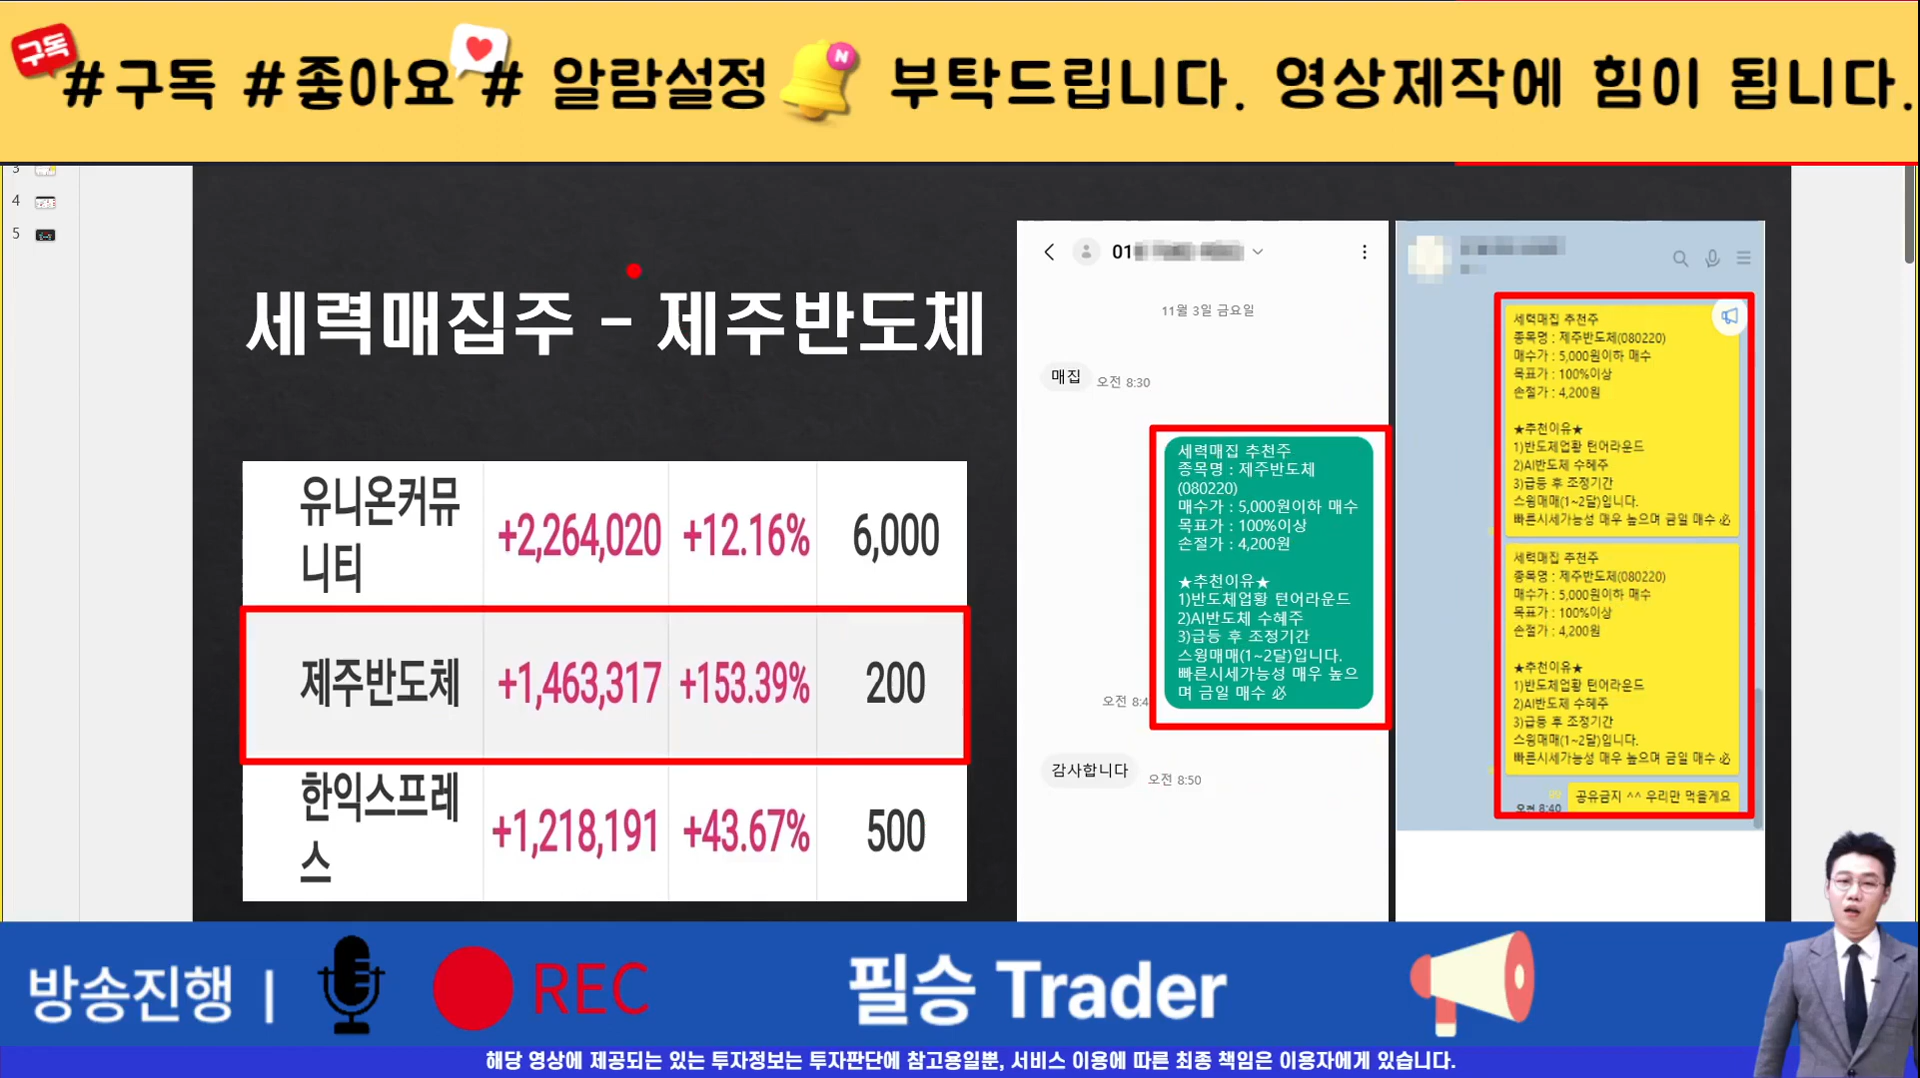 구독
#구독 #좋아요 # 알람설정 N 부탁드립니다. 영상제작에 힘이 됩니다.
3
4
5
세력매집주 - 제주반도체
유니온커뮤
니티
+2,264,020 +12.16% 6,000
제주반도체 +1,463,317 +153.39% 200
한익스프레
스
+1,218,191 +43.67% 500
01
11월 3일 금요일
매집 오전 8:30
세력매집 추천주
종목명 : 제주반도체
(080220)
매수가 : 5,000원이하 매수
목표가 : 100%이상
손절가 : 4,200원
★추천이유★
1)반도체업황 턴어라운드
2)AI반도체 수혜주
3)급등 후 조정기간
스윙매매(1~2달)입니다.
빠른시세가능성 매우 높으
며 금일 매수 必
오전 8:4
감사합니다 오전 8:50
세력매집 추천주
종목명 : 제주반도체(080220)
매수가 : 5,000원이하 매수
목표가 : 100%이상
손절가 : 4,200원
★추천이유★
1)반도체업황 턴어라운드
2)AI반도체 수혜주
3)급등 후 조정기간
스윙매매(1~2달)입니다.
빠른시세가능성 매우 높으며 금일 매수 必
세력매집 추천주
종목명 : 제주반도체(080220)
매수가 : 5,000원이하 매수
목표가 : 100%이상
손절가 : 4,200원
★추천이유★
1)반도체업황 턴어라운드
2)AI반도체 수혜주
3)급등 후 조정기간
스윙매매(1~2달)입니다.
빠른시세가능성 매우 높으며 금일 매수 必
오전 8:40 공유금지 ^^ 우리만 먹을게요
방송진행 | REC 필승 Trader
해당 영상에 제공되는 있는 투자정보는 투자판단에 참고용일뿐, 서비스 이용에 따른 최종 책임은 이용자에게 있습니다.